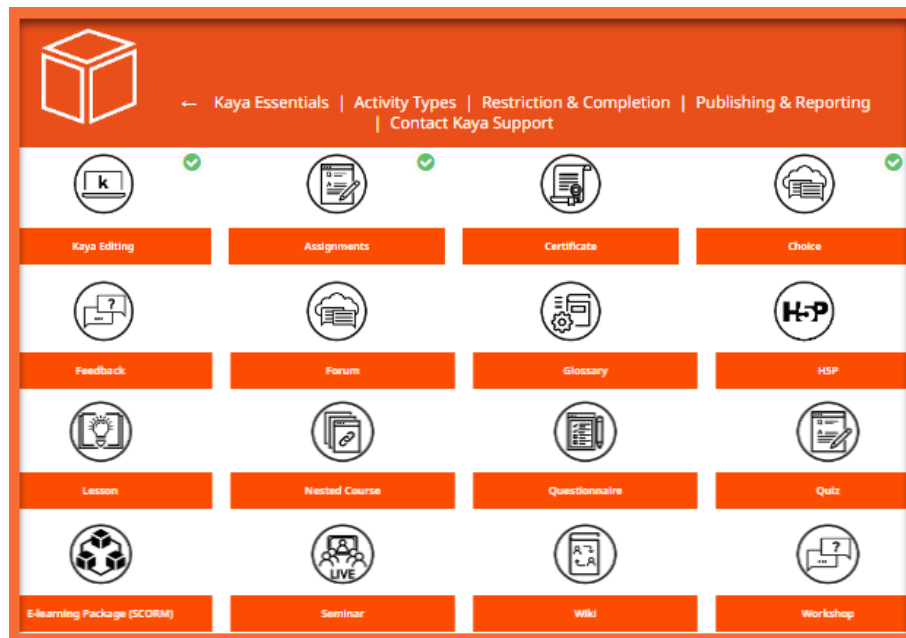 ← Kaya Essentials | Activity Types | Restriction & Completion | Publishing & Reporting
| Contact Kaya Support
k
Kaya Editing Assignments Certificate Choice
?
H5P
Feedback Forum Glossary H5P
Lesson Nested Course Questionnaire Quiz
LIVE
?
E-learning Package (SCORM) Seminar Wiki Workshop